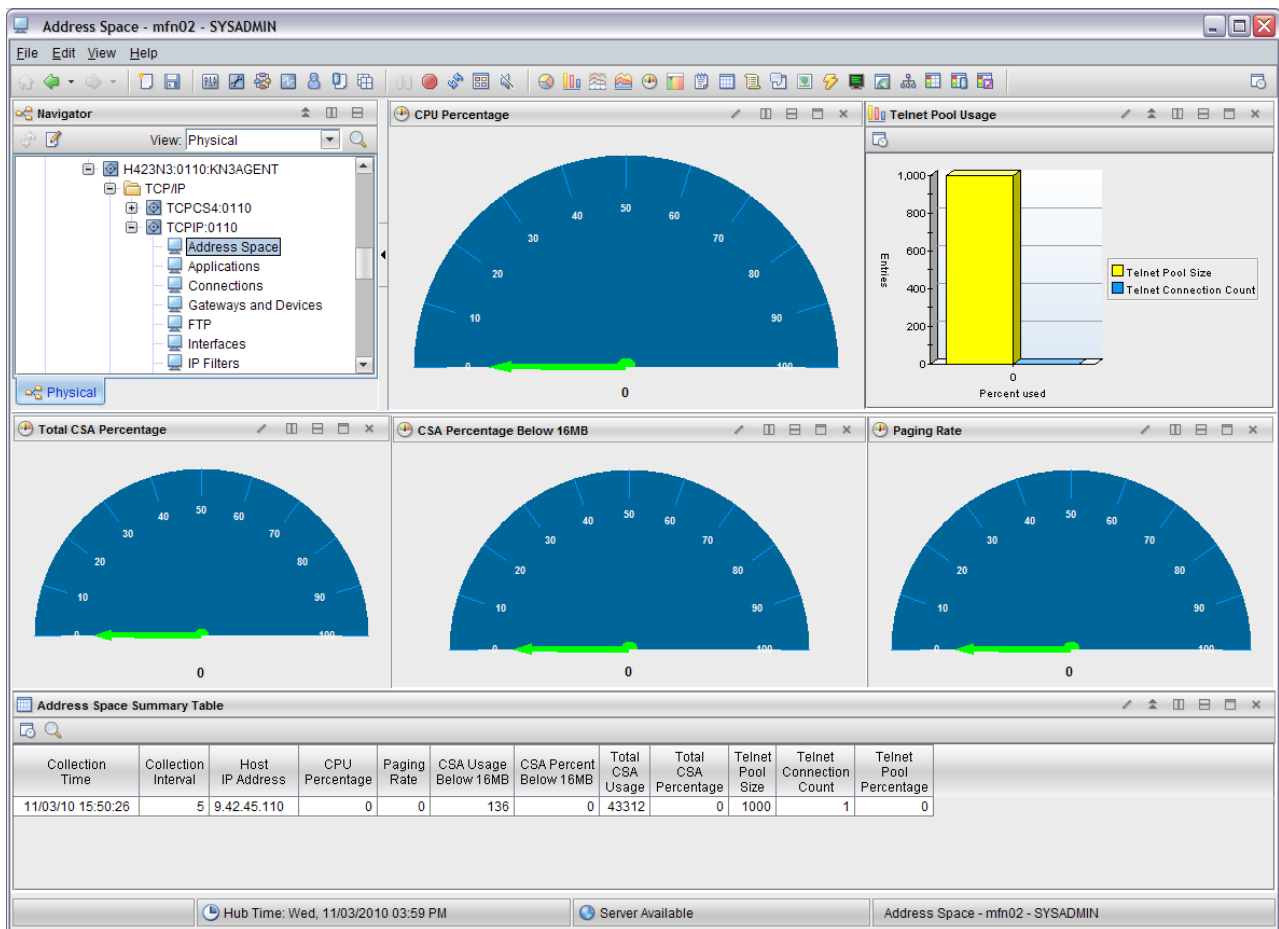 Address Space - mfn02 - SYSADMIN
File Edit View Help
Navigator
View: Physical
H423N3:0110:KN3AGENT
TCP/IP
TCPCS4:0110
TCPIP:0110
Address Space
Applications
Connections
Gateways and Devices
FTP
Interfaces
IP Filters
Physical
CPU Percentage
0 10 20 30 40 50 60 70 80 90 100
0
Telnet Pool Usage
1,000
800
600
400
200
0
Entries
0
Percent used
Telnet Pool Size
Telnet Connection Count
Total CSA Percentage
0 10 20 30 40 50 60 70 80 90 100
0
CSA Percentage Below 16MB
0 10 20 30 40 50 60 70 80 90 100
0
Paging Rate
0 10 20 30 40 50 60 70 80 90 100
0
Address Space Summary Table
Collection Time Collection Interval Host IP Address CPU Percentage Paging Rate CSA Usage Below 16MB CSA Percent Below 16MB Total CSA Usage Total CSA Percentage Telnet Pool Size Telnet Connection Count Telnet Pool Percentage
11/03/10 15:50:26 5 9.42.45.110 0 0 136 0 43312 0 1000 1 0
Hub Time: Wed, 11/03/2010 03:59 PM
Server Available
Address Space - mfn02 - SYSADMIN